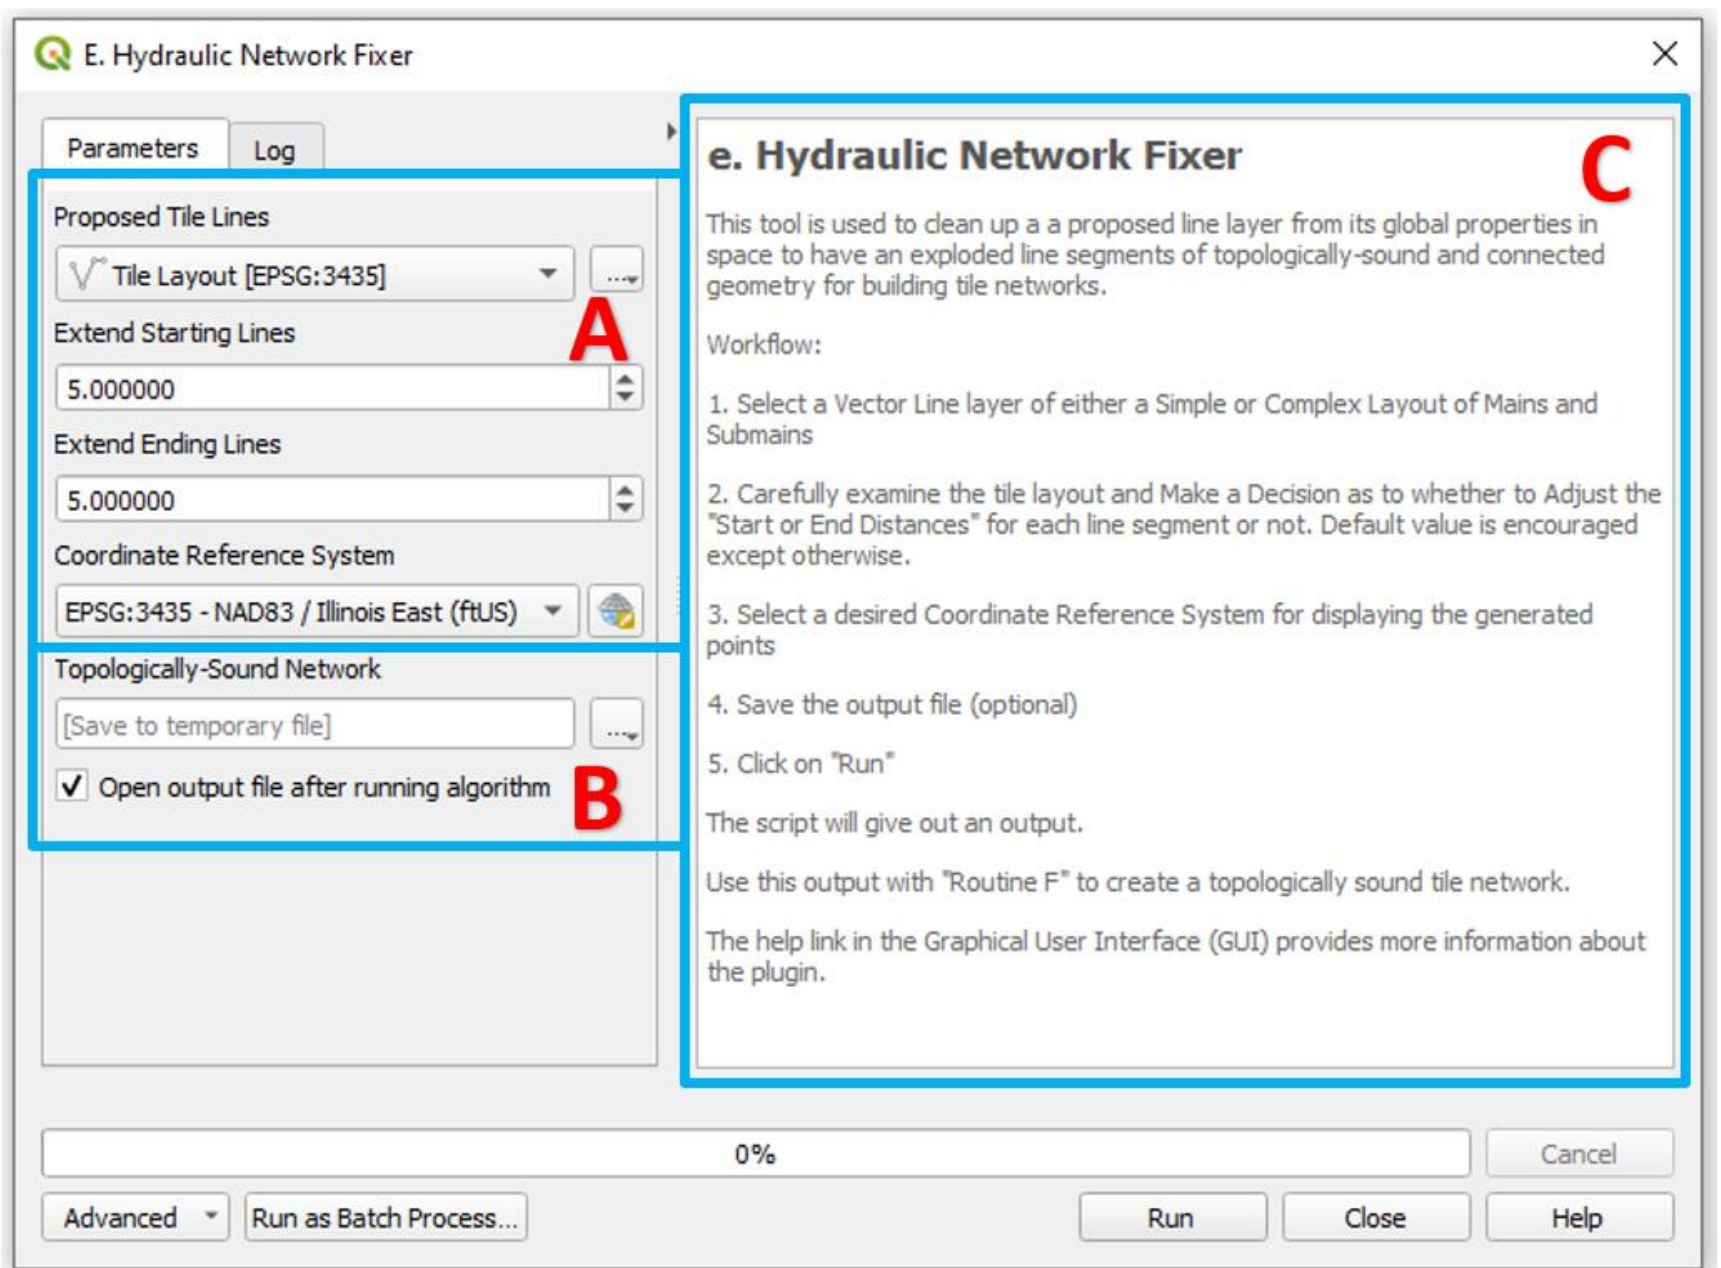 E. Hydraulic Network Fixer
Parameters
Log
Proposed Tile Lines
Tile Layout [EPSG:3435]
...
A
Extend Starting Lines
5.000000
Extend Ending Lines
5.000000
Coordinate Reference System
EPSG:3435 - NAD83 / Illinois East (ftUS)
Topologically-Sound Network
[Save to temporary file]
...
Open output file after running algorithm
B
e. Hydraulic Network Fixer
C
This tool is used to clean up a a proposed line layer from its global properties in
space to have an exploded line segments of topologically-sound and connected
geometry for building tile networks.
Workflow:
1. Select a Vector Line layer of either a Simple or Complex Layout of Mains and
Submains
2. Carefully examine the tile layout and Make a Decision as to whether to Adjust the
"Start or End Distances" for each line segment or not. Default value is encouraged
except otherwise.
3. Select a desired Coordinate Reference System for displaying the generated
points
4. Save the output file (optional)
5. Click on "Run"
The script will give out an output.
Use this output with "Routine F" to create a topologically sound tile network.
The help link in the Graphical User Interface (GUI) provides more information about
the plugin.
0%
Cancel
Advanced
Run as Batch Process...
Run
Close
Help